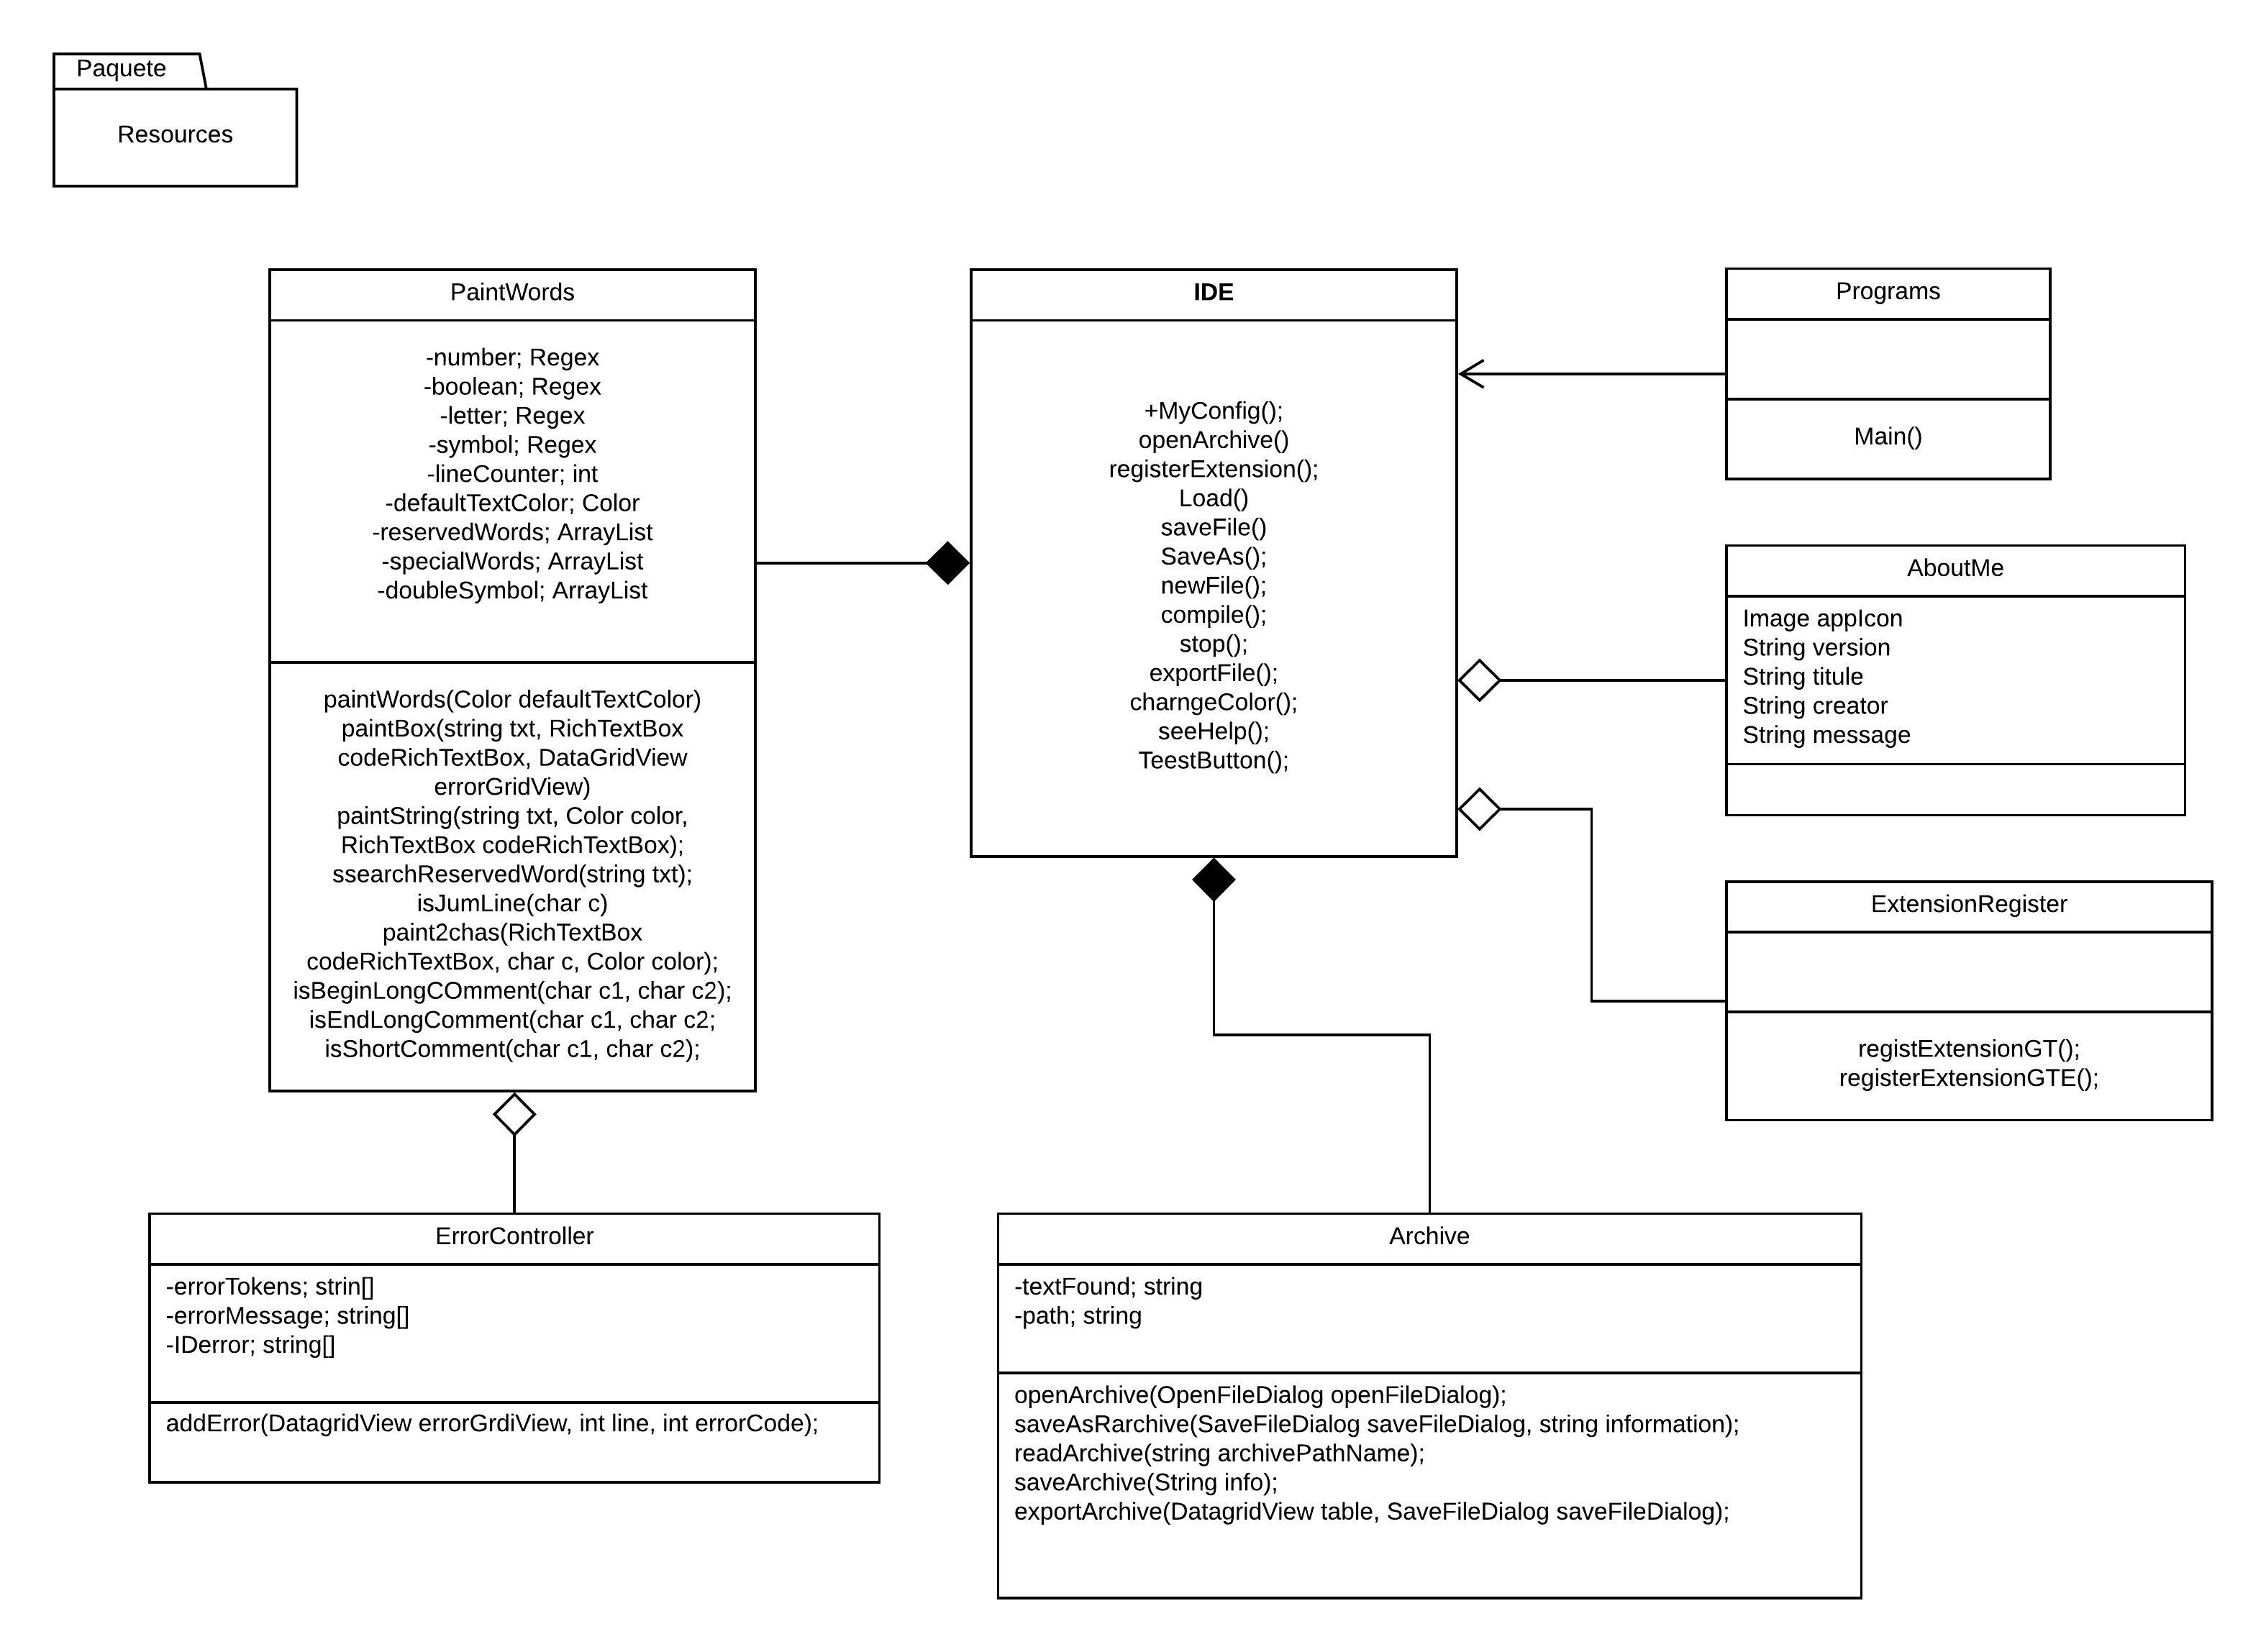 Paquete
Resources
PaintWords
-number; Regex
-boolean; Regex
-letter; Regex
-symbol; Regex
-lineCounter; int
-defaultTextColor; Color
-reservedWords; ArrayList
-specialWords; ArrayList
-doubleSymbol; ArrayList
paintWords(Color defaultTextColor)
paintBox(string txt, RichTextBox
codeRichTextBox, DataGridView
errorGridView)
paintString(string txt, Color color,
RichTextBox codeRichTextBox);
ssearchReservedWord(string txt);
isJumLine(char c)
paint2chas(RichTextBox
codeRichTextBox, char c, Color color);
isBeginLongCOmment(char c1, char c2);
isEndLongComment(char c1, char c2;
isShortComment(char c1, char c2);
IDE
+MyConfig();
openArchive()
registerExtension();
Load()
saveFile()
SaveAs();
newFile();
compile();
stop();
exportFile();
charngeColor();
seeHelp();
TeestButton();
Programs
Main()
AboutMe
Image appIcon
String version
String titule
String creator
String message
ExtensionRegister
registExtensionGT();
registerExtensionGTE();
ErrorController
-errorTokens; strin[]
-errorMessage; string[]
-IDerror; string[]
addError(DatagridView errorGrdiView, int line, int errorCode);
Archive
-textFound; string
-path; string
openArchive(OpenFileDialog openFileDialog);
saveAsRarchive(SaveFileDialog saveFileDialog, string information);
readArchive(string archivePathName);
saveArchive(String info);
exportArchive(DatagridView table, SaveFileDialog saveFileDialog);